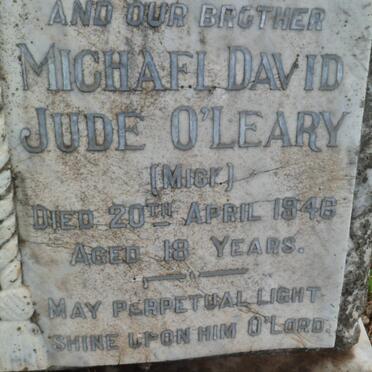 AND OUR BROTHER
MICHAEL DAVID
JUDE O'LEARY
(MICK)
DIED 20TH APRIL 1946
AGED 18 YEARS.
MAY PERPETUAL LIGHT
SHINE UPON HIM O'LORD.